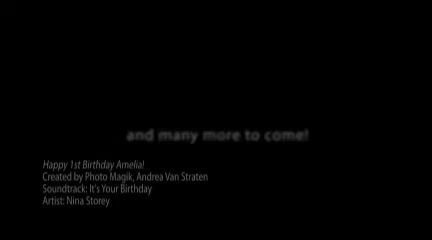 and many more to come!
Happy 1st Birthday Amelia!
Created by Photo Magik, Andrea Van Straten
Soundtrack: It's Your Birthday
Artist: Nina Storey